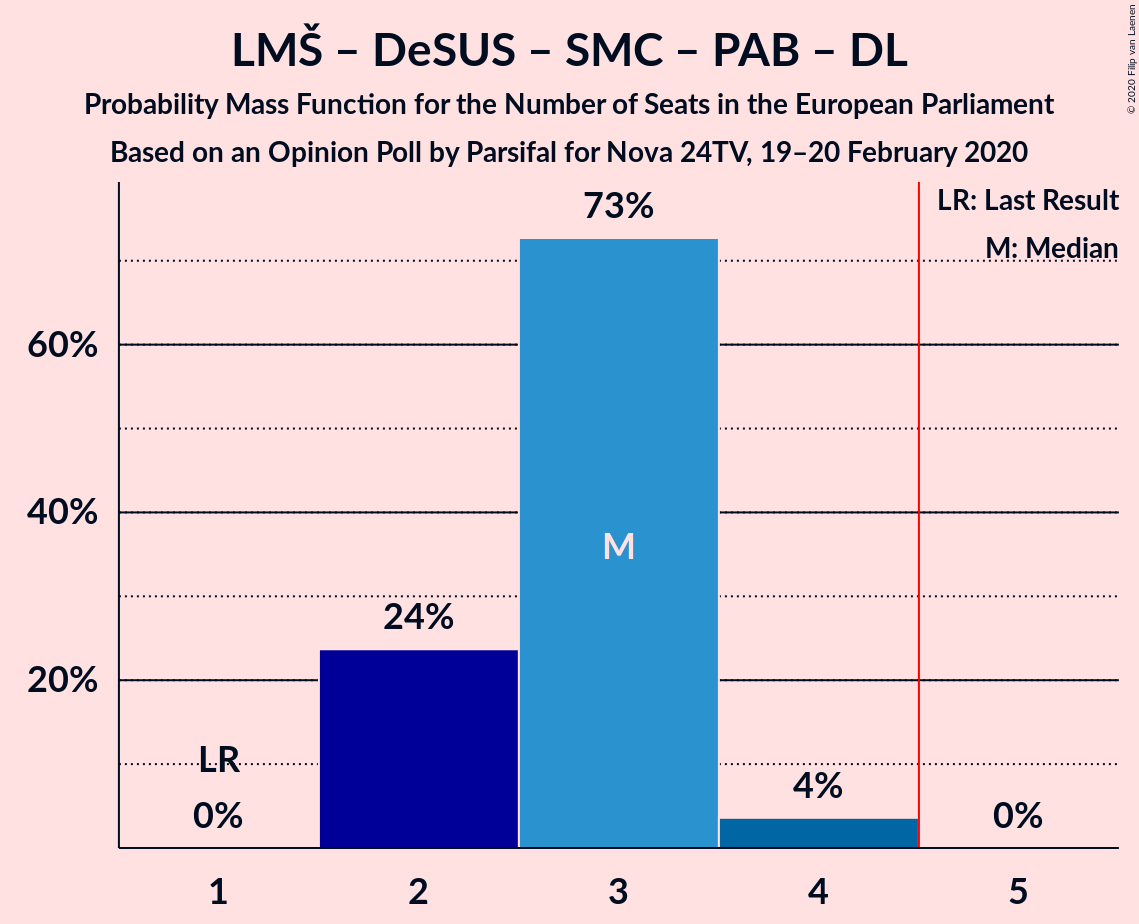 LMŠ – DeSUS – SMC – PAB – DL
Probability Mass Function for the Number of Seats in the European Parliament
Based on an Opinion Poll by Parsifal for Nova 24TV, 19–20 February 2020
© 2020 Filip van Laenen
LR: Last Result
M: Median
73%
60%
40%
M
24%
20%
LR
0%
4%
0%
1 2 3 4 5